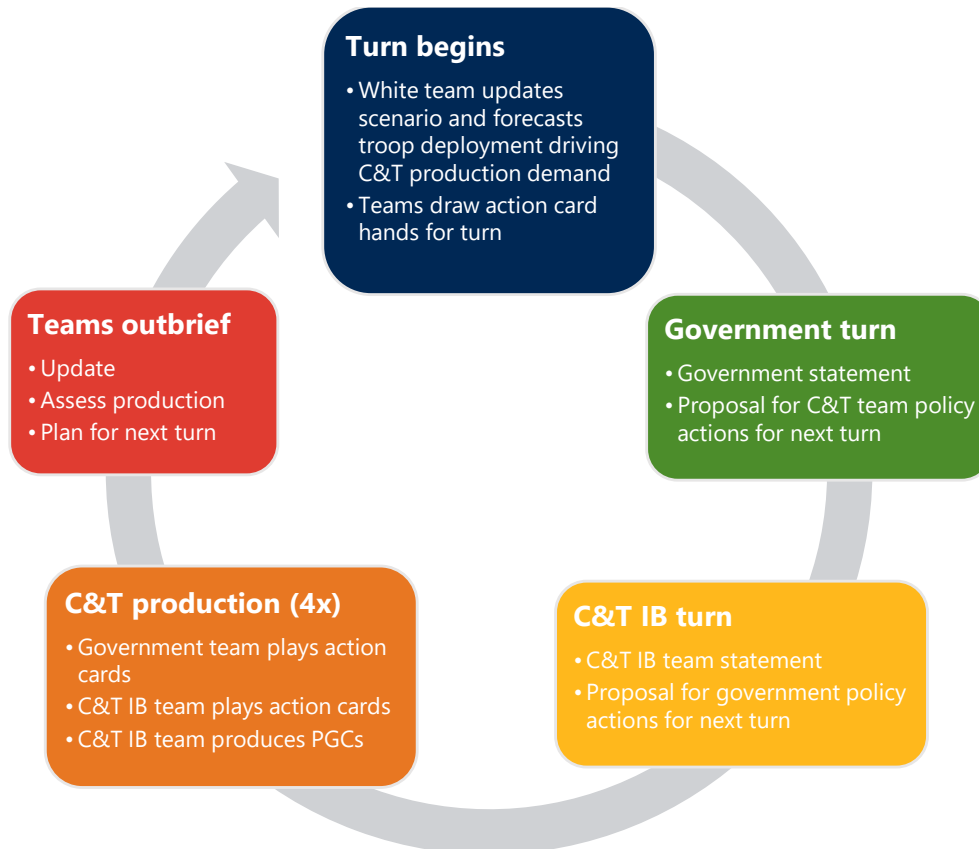 Turn begins
• White team updates
scenario and forecasts
troop deployment driving
C&T production demand
• Teams draw action card
hands for turn
Government turn
• Government statement
• Proposal for C&T team policy
actions for next turn
C&T IB turn
• C&T IB team statement
• Proposal for government policy
actions for next turn
C&T production (4x)
• Government team plays action
cards
• C&T IB team plays action cards
• C&T IB team produces PGCs
Teams outbrief
• Update
• Assess production
• Plan for next turn